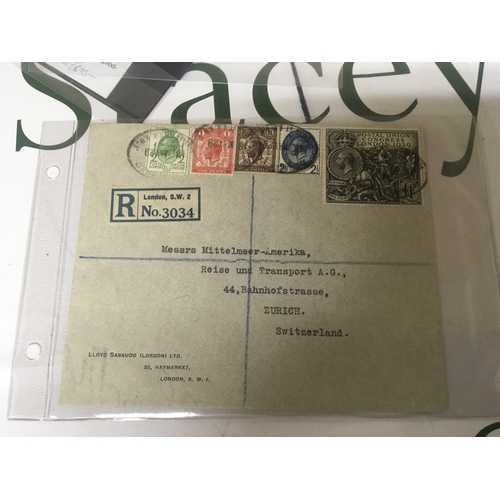 Stacey
POSTAL UNION
CONGRESS
LONDON 1929
£1
R London, S.W. 2
No. 3034
Messrs Mittelmeer-Amerika,
Reise und Transport A.G.,
44, Bahnhofstrasse,
ZURICH.
Switzerland.
LLOYD SABAUDO (LONDON) LTD.
LONDON, S.W. 1.